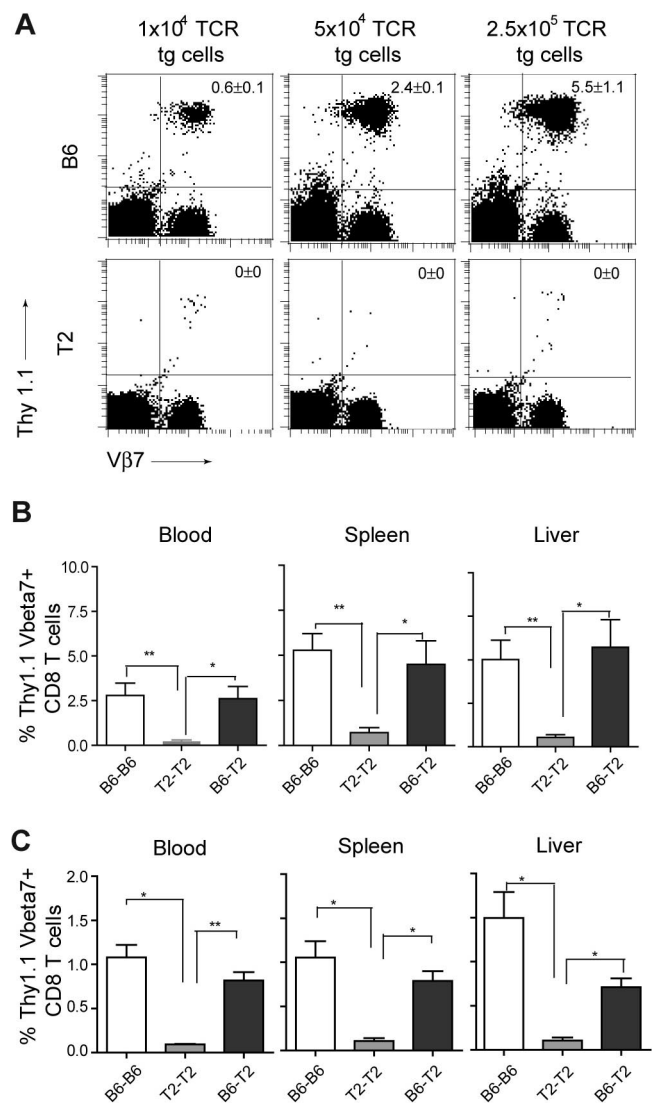 A
1x10⁴ TCR
tg cells
5x10⁴ TCR
tg cells
2.5x10⁵ TCR
tg cells
B6
0.6±0.1
2.4±0.1
5.5±1.1
T2
0±0
0±0
0±0
Thy 1.1
Vβ7
B
Blood
Spleen
Liver
% Thy1.1 Vbeta7+
CD8 T cells
10.0
7.5
5.0
2.5
0.0
**
*
**
*
**
*
B6-B6
T2-T2
B6-T2
B6-B6
T2-T2
B6-T2
B6-B6
T2-T2
B6-T2
C
Blood
Spleen
Liver
% Thy1.1 Vbeta7+
CD8 T cells
2.0
1.5
1.0
0.5
0.0
*
**
*
*
*
*
B6-B6
T2-T2
B6-T2
B6-B6
T2-T2
B6-T2
B6-B6
T2-T2
B6-T2